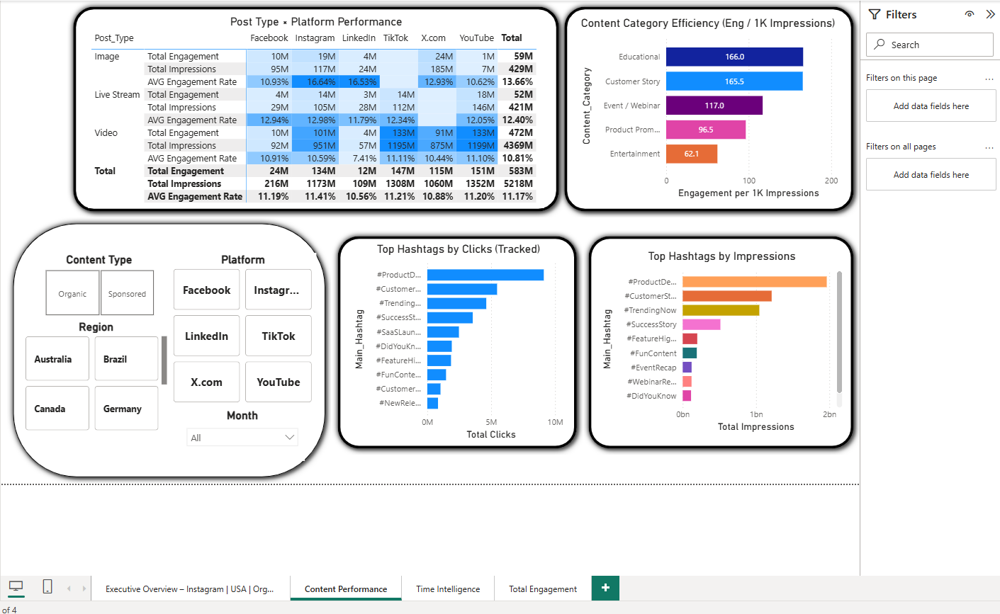 Post Type × Platform Performance
Post_Type Facebook Instagram LinkedIn TikTok X.com YouTube Total
Image Total Engagement 10M 19M 4M 24M 1M 59M
Total Impressions 95M 117M 24M 185M 7M 429M
AVG Engagement Rate 10.93% 16.64% 16.53% 12.93% 10.62% 13.66%
Live Stream Total Engagement 4M 14M 3M 14M 18M 52M
Total Impressions 29M 105M 28M 112M 146M 421M
AVG Engagement Rate 12.94% 12.98% 11.79% 12.34% 12.05% 12.40%
Video Total Engagement 10M 101M 4M 133M 91M 133M 472M
Total Impressions 92M 951M 57M 1195M 875M 1199M 4369M
AVG Engagement Rate 10.91% 10.59% 7.41% 11.11% 10.44% 11.10% 10.81%
Total Total Engagement 24M 134M 12M 147M 115M 151M 583M
Total Impressions 216M 1173M 109M 1308M 1060M 1352M 5218M
AVG Engagement Rate 11.19% 11.41% 10.56% 11.21% 10.88% 11.20% 11.17%
Content Category Efficiency (Eng / 1K Impressions)
Content_Category
Educational 166.0
Customer Story 165.5
Event / Webinar 117.0
Product Prom... 96.5
Entertainment 62.1
0 100 200
Engagement per 1K Impressions
Filters
Search
Filters on this page ...
Add data fields here
Filters on all pages ...
Add data fields here
Content Type
Organic Sponsored
Region
Australia Brazil
Canada Germany
Platform
Facebook Instagr...
LinkedIn TikTok
X.com YouTube
Month
All
Top Hashtags by Clicks (Tracked)
Main_Hashtag
#ProductD...
#Customer...
#Trending...
#SuccessSt...
#SaaSLaun...
#DidYouKn...
#FeatureHi...
#FunConte...
#Customer...
#NewRele...
0M 5M 10M
Total Clicks
Top Hashtags by Impressions
Main_Hashtag
#ProductDe...
#CustomerSt...
#TrendingNow
#SuccessStory
#FeatureHig...
#FunContent
#EventRecap
#WebinarRe...
#DidYouKnow
0bn 1bn 2bn
Total Impressions
Executive Overview – Instagram | USA | Org... Content Performance Time Intelligence Total Engagement +
of 4